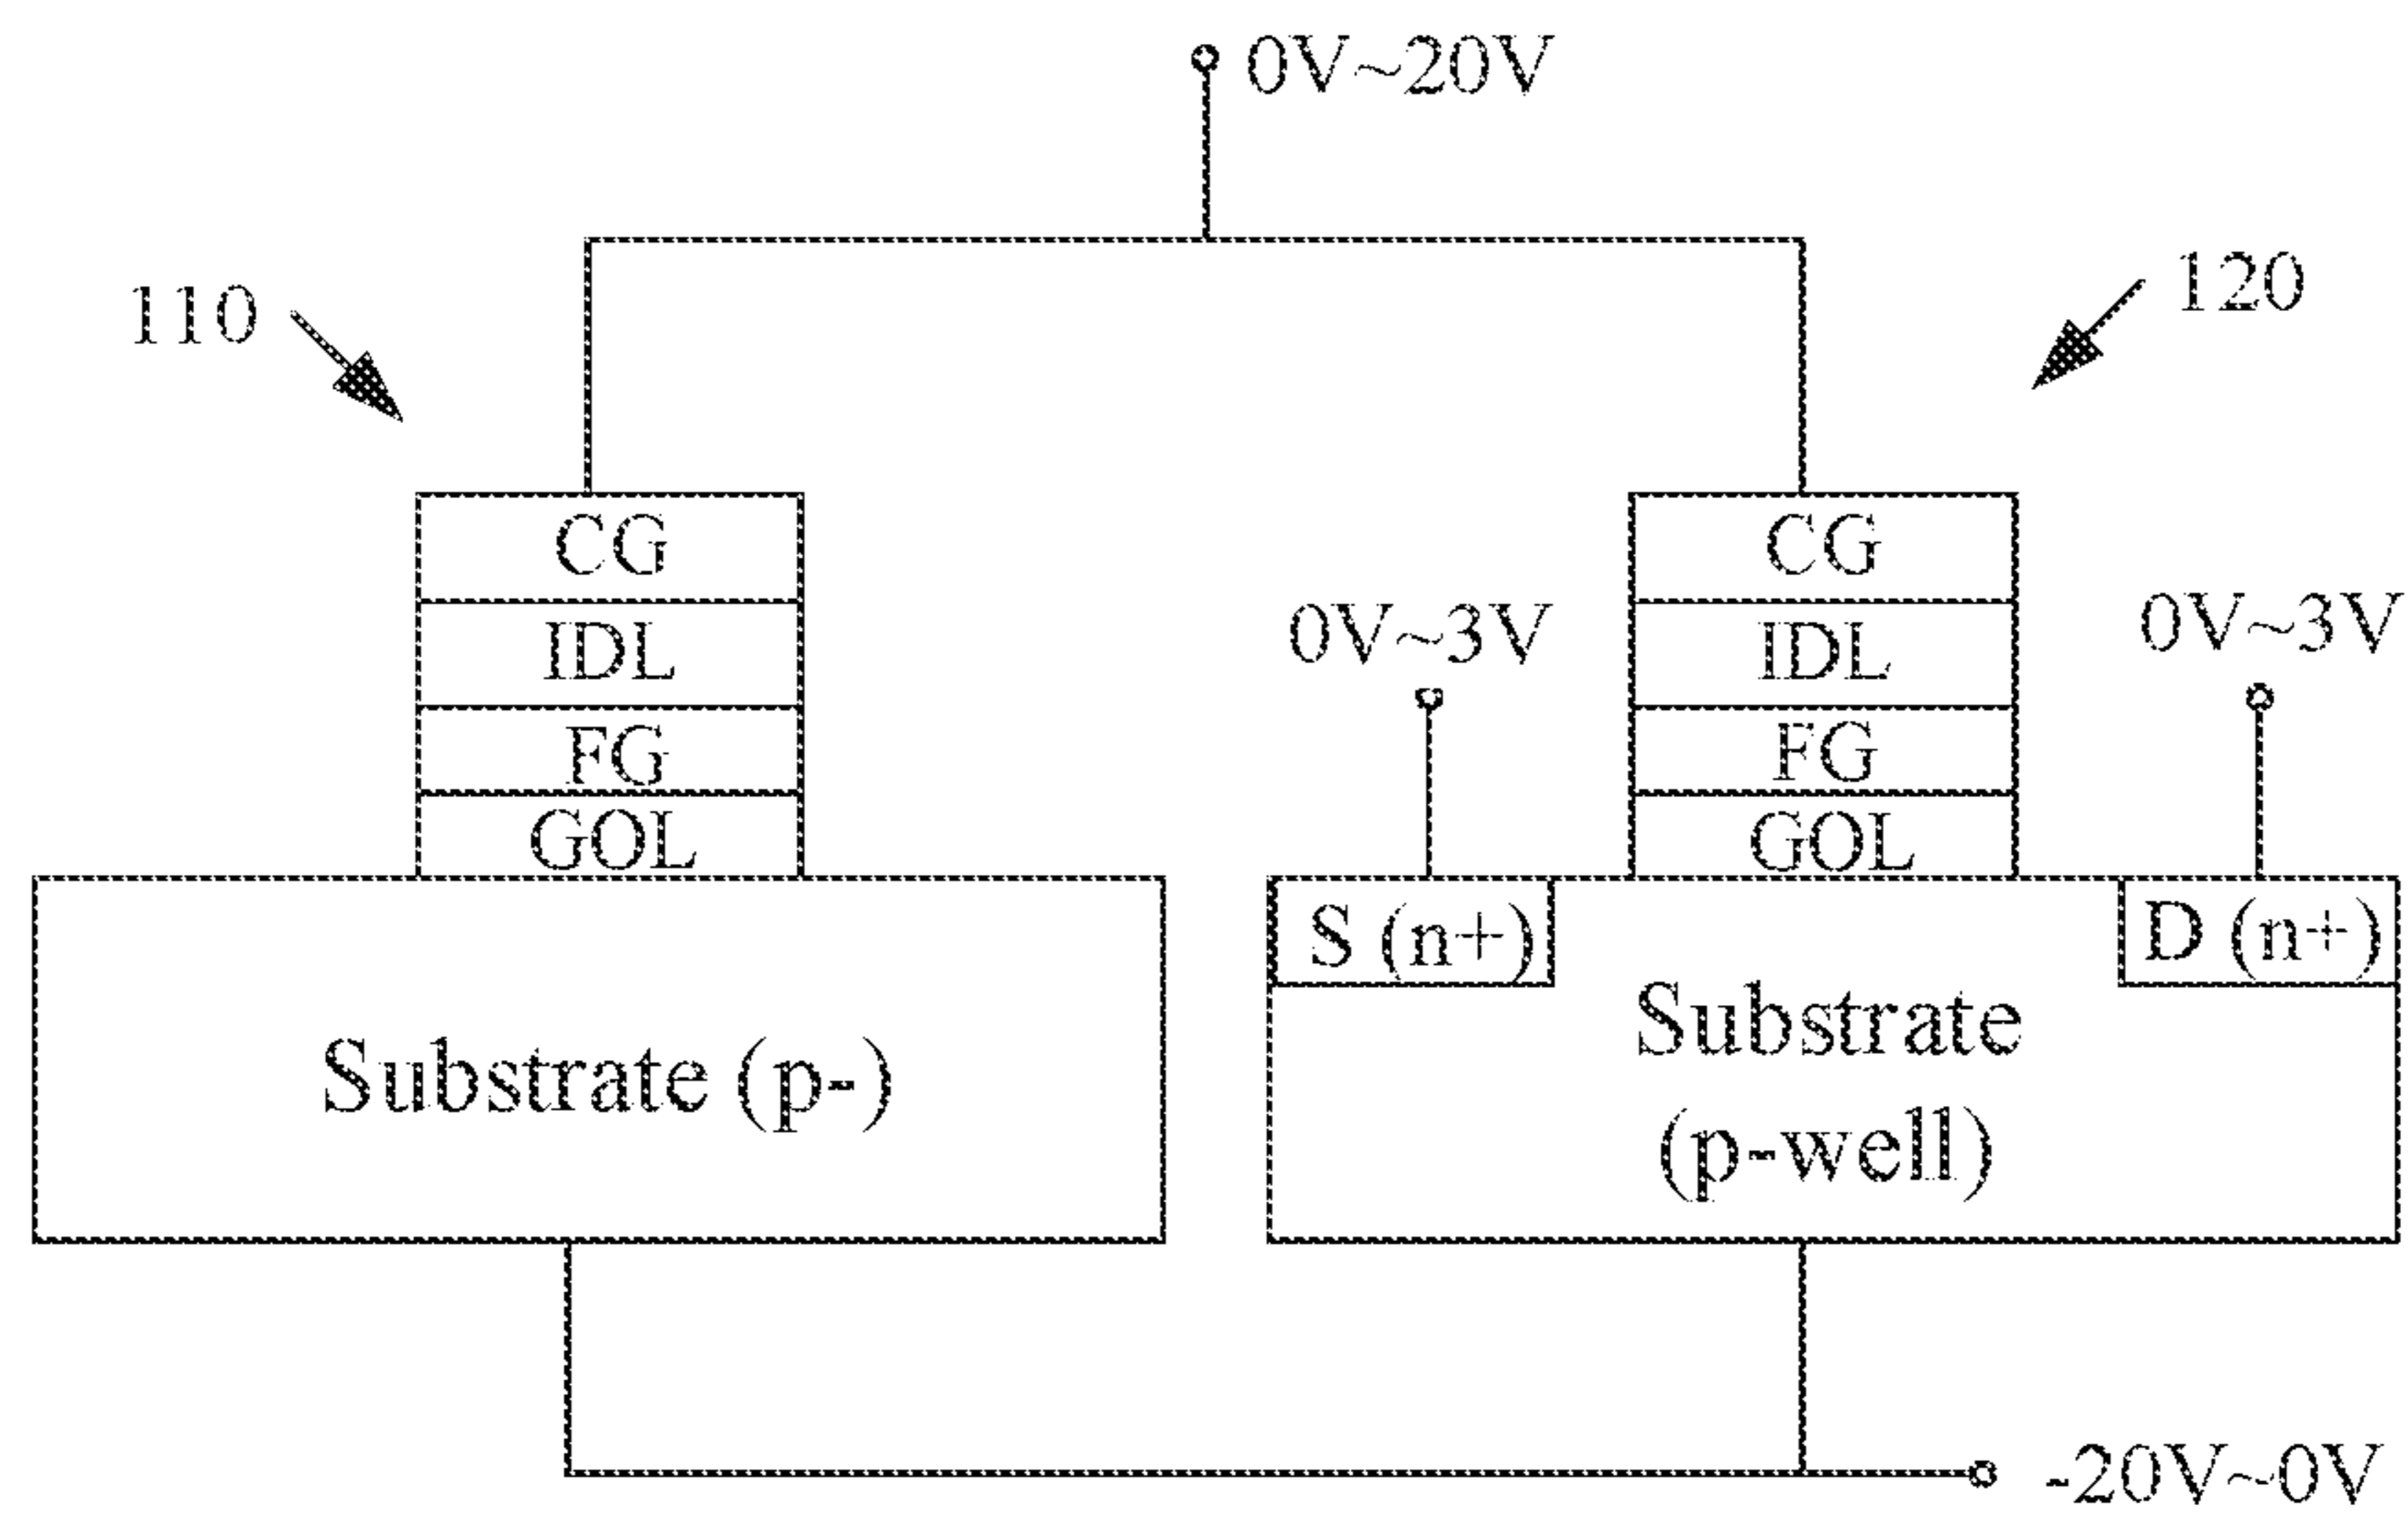 0V~20V
110
120
CG
IDL
FG
GOL
CG
IDL
FG
GOL
0V~3V
0V~3V
S (n+)
D (n+)
Substrate (p-)
Substrate
(p-well)
-20V~0V